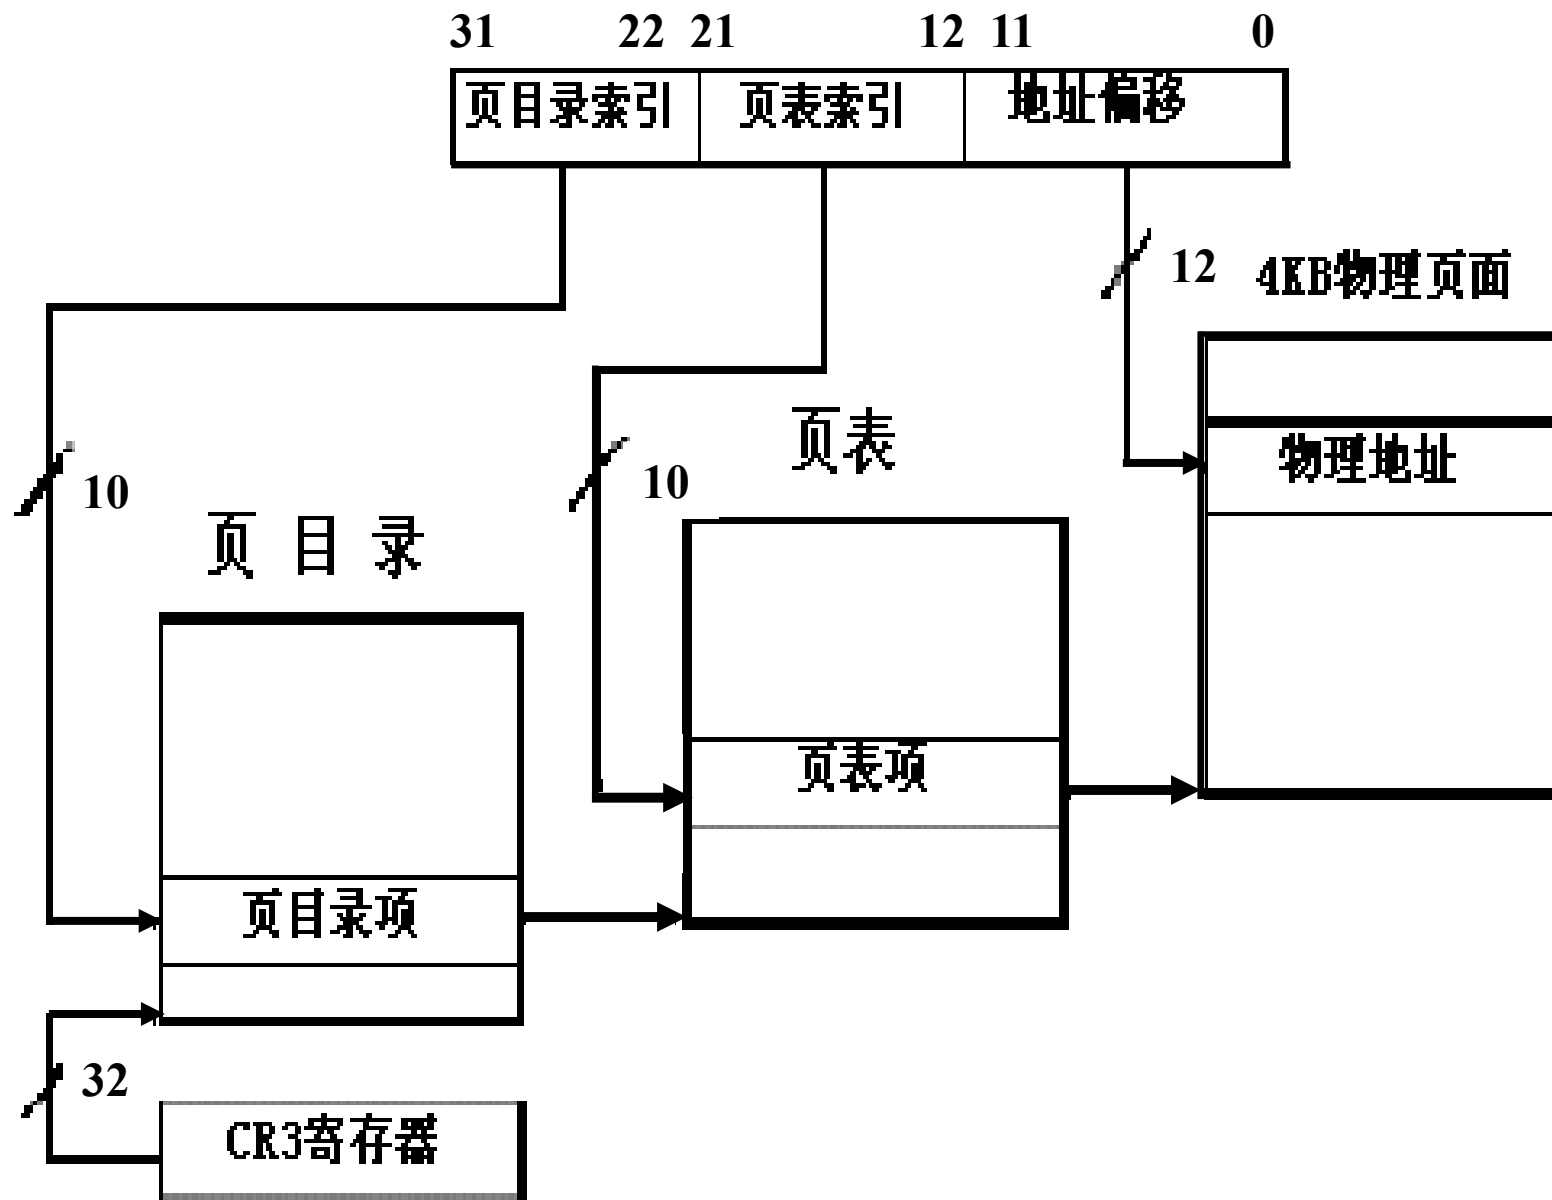 31 22 21 12 11 0
页目录索引 页表索引 地址偏移
12 4KB物理页面
页表
物理地址
10 10
页 目 录
页表项
页目录项
32
CR3寄存器